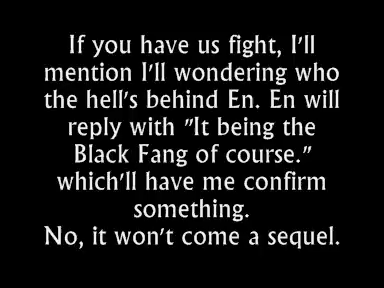 If you have us fight, I'll
mention I'll wondering who
the hell's behind En. En will
reply with "It being the
Black Fang of course."
which'll have me confirm
something.
No, it won't come a sequel.